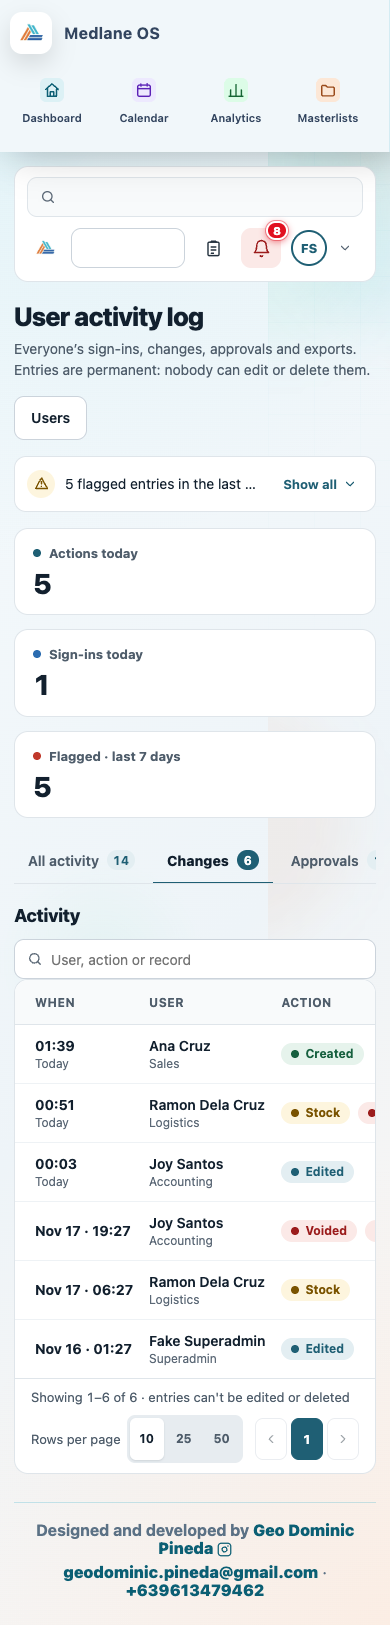 Medlane OS
Dashboard
Calendar
Analytics
Masterlists
8
FS
User activity log
Everyone's sign-ins, changes, approvals and exports.
Entries are permanent: nobody can edit or delete them.
Users
5 flagged entries in the last ...
Show all
Actions today
5
Sign-ins today
1
Flagged · last 7 days
5
All activity 14
Changes 6
Approvals
Activity
User, action or record
WHEN USER ACTION
01:39 Ana Cruz Created
Today Sales
00:51 Ramon Dela Cruz Stock
Today Logistics
00:03 Joy Santos Edited
Today Accounting
Nov 17 · 19:27 Joy Santos Voided
Accounting
Nov 17 · 06:27 Ramon Dela Cruz Stock
Logistics
Nov 16 · 01:27 Fake Superadmin Edited
Superadmin
Showing 1–6 of 6 · entries can't be edited or deleted
Rows per page 10 25 50 1
Designed and developed by Geo Dominic
Pineda
geodominic.pineda@gmail.com ·
+639613479462